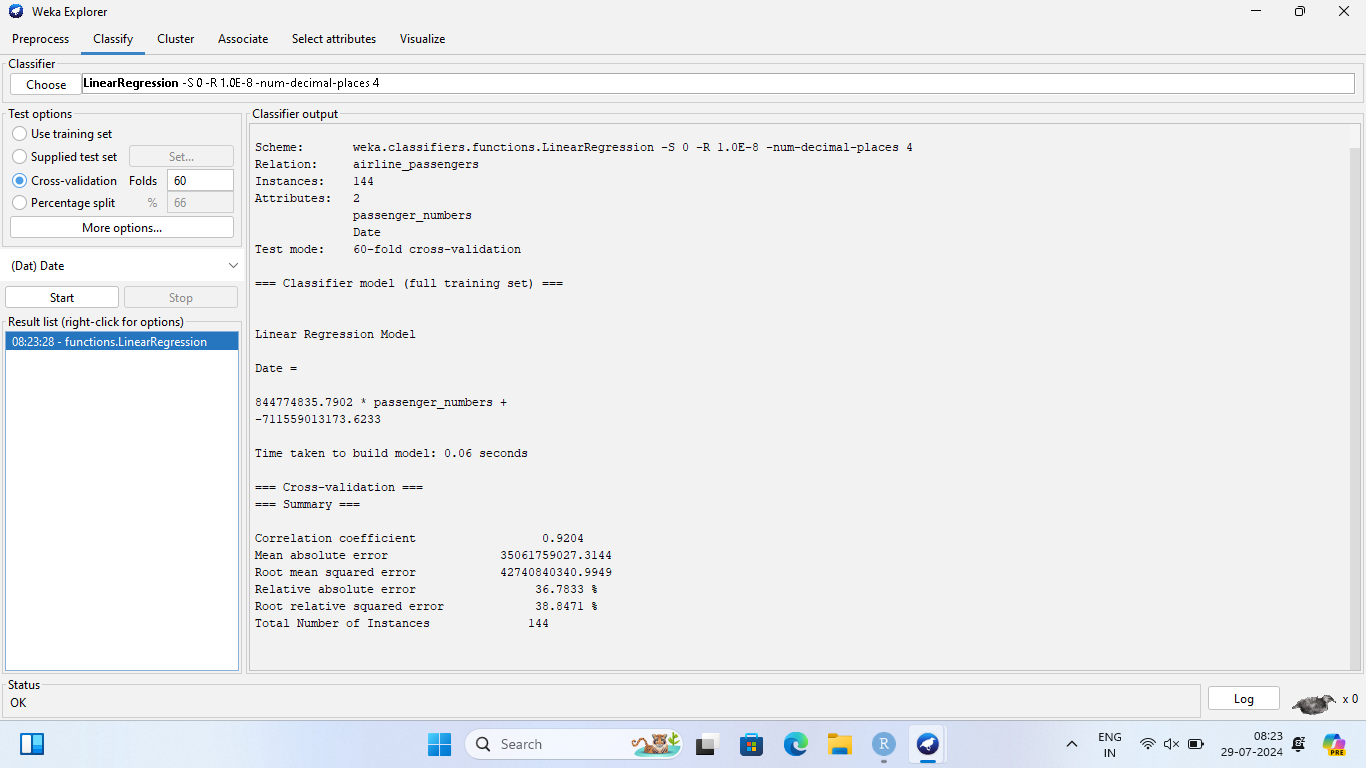 Weka Explorer
Preprocess Classify Cluster Associate Select attributes Visualize
Classifier
Choose LinearRegression -S 0 -R 1.0E-8 -num-decimal-places 4
Test options
Use training set
Supplied test set Set...
Cross-validation Folds 60
Percentage split % 66
More options...
(Dat) Date
Start Stop
Result list (right-click for options)
08:23:28 - functions.LinearRegression
Classifier output
Scheme: weka.classifiers.functions.LinearRegression -S 0 -R 1.0E-8 -num-decimal-places 4
Relation: airline_passengers
Instances: 144
Attributes: 2
passenger_numbers
Date
Test mode: 60-fold cross-validation
=== Classifier model (full training set) ===
Linear Regression Model
Date =
844774835.7902 * passenger_numbers +
-711559013173.6233
Time taken to build model: 0.06 seconds
=== Cross-validation ===
=== Summary ===
Correlation coefficient 0.9204
Mean absolute error 35061759027.3144
Root mean squared error 42740840340.9949
Relative absolute error 36.7833 %
Root relative squared error 38.8471 %
Total Number of Instances 144
Status
OK
Log
x 0
Search
R
ENG
IN
08:23
29-07-2024
PRE